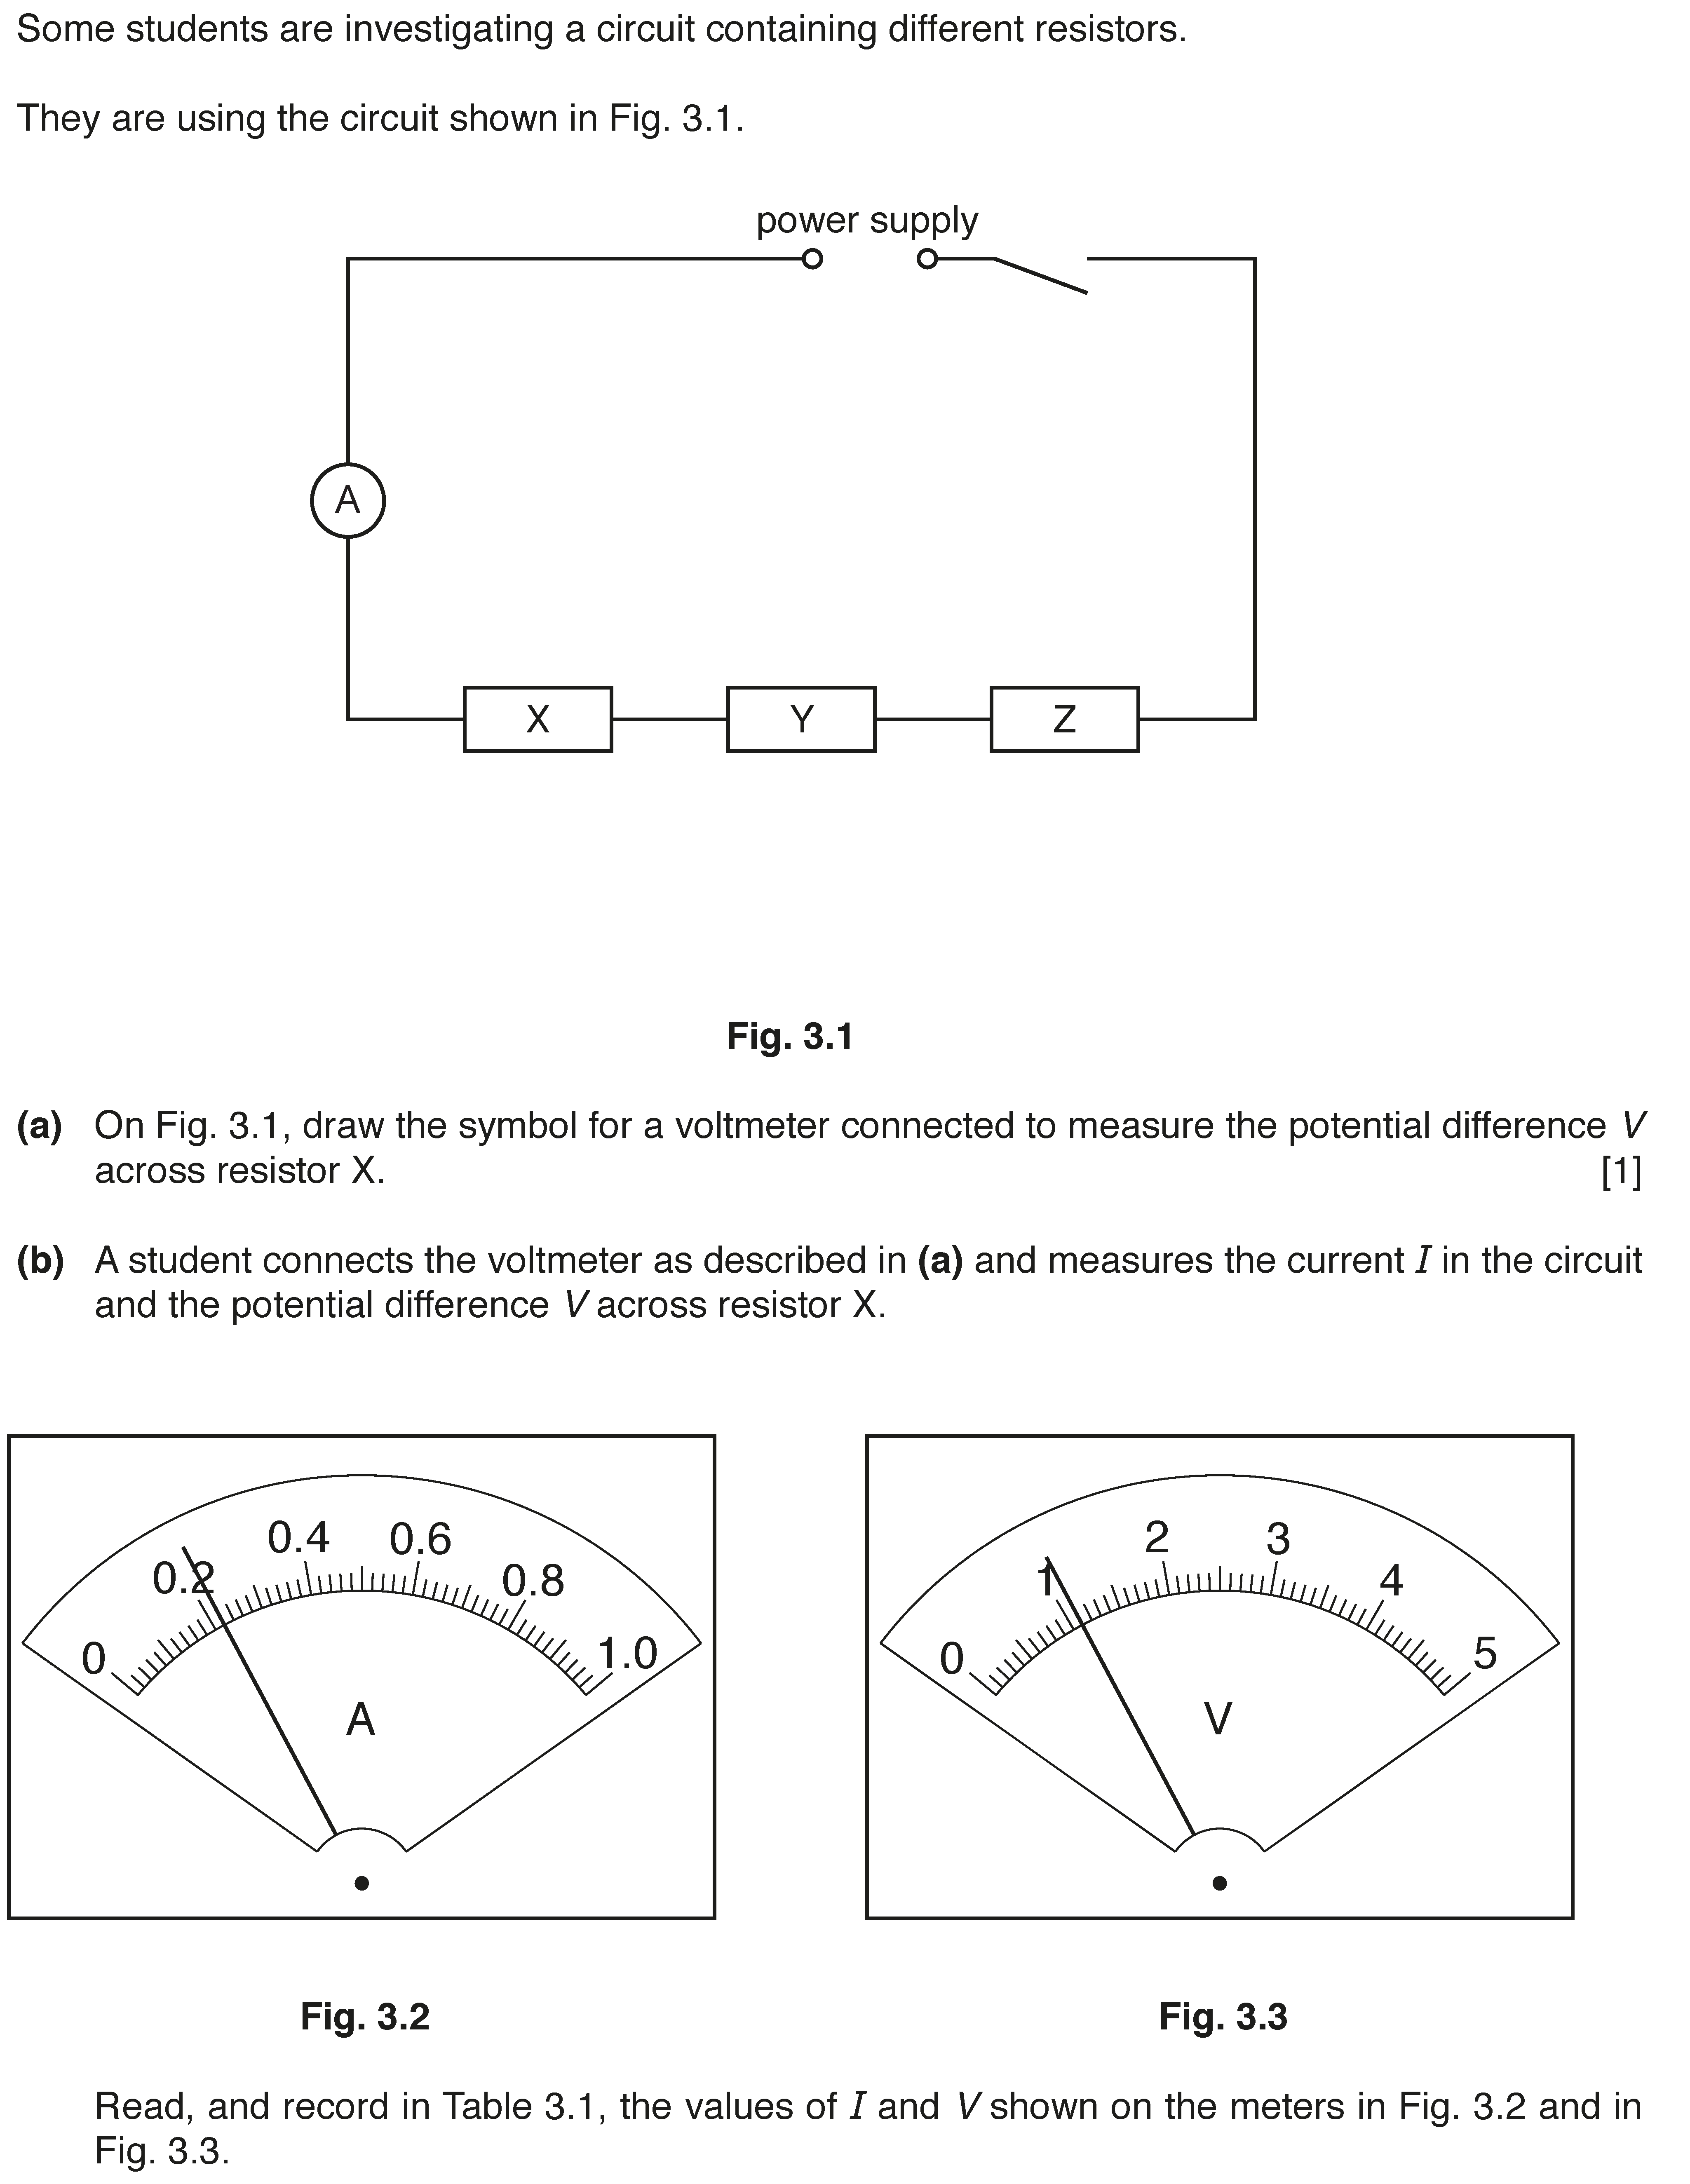 Some students are investigating a circuit containing different resistors.
They are using the circuit shown in Fig. 3.1.
power supply
A
X
Y
Z
Fig. 3.1
(a) On Fig. 3.1, draw the symbol for a voltmeter connected to measure the potential difference V
across resistor X. [1]
(b) A student connects the voltmeter as described in (a) and measures the current I in the circuit
and the potential difference V across resistor X.
0
0.2
0.4
0.6
0.8
1.0
A
0
1
2
3
4
5
V
Fig. 3.2
Fig. 3.3
Read, and record in Table 3.1, the values of I and V shown on the meters in Fig. 3.2 and in
Fig. 3.3.